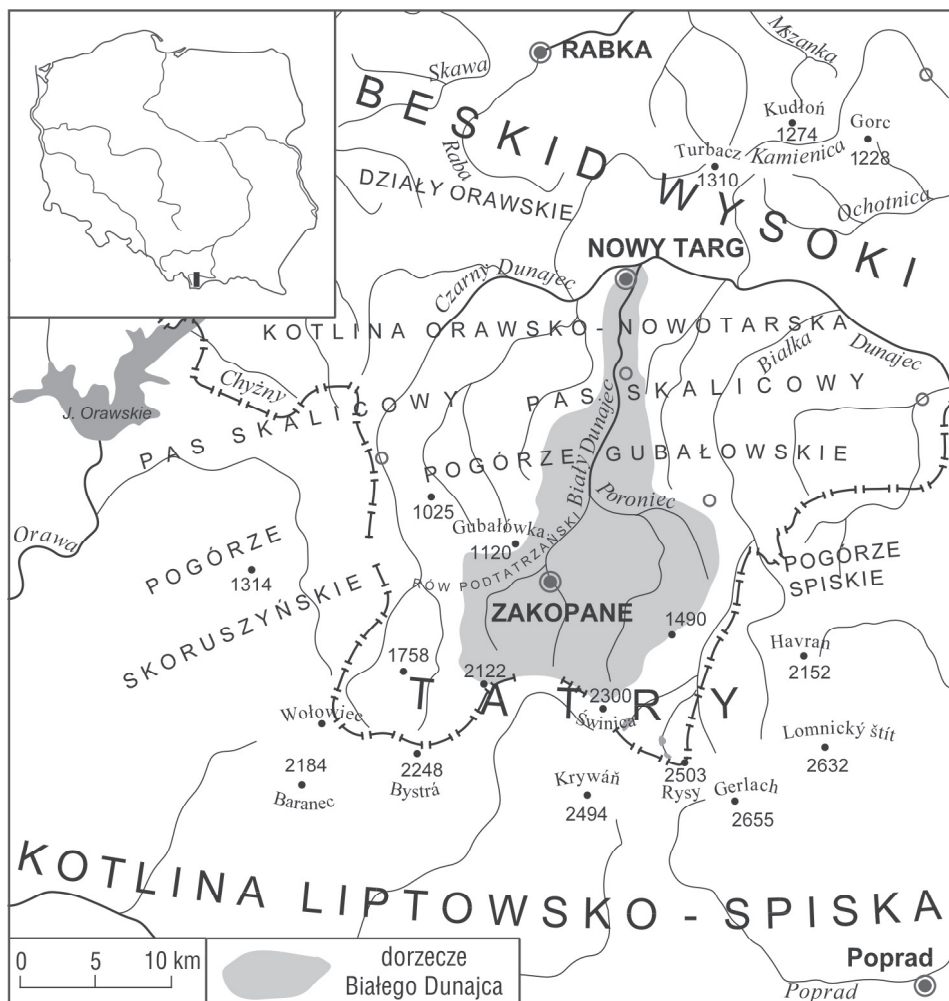 RABKA
Skawa
Mszanka
BESKID WYSOKI
Kudłoń
1274
Gorc
1228
Kamienica
Turbacz
1310
Raba
DZIAŁY ORAWSKIE
Ochotnica
NOWY TARG
Czarny Dunajec
KOTLINA ORAWSKO-NOWOTARSKA
Białka
Dunajec
Chyżny
J. Orawskie
PAS SKALICOWY
PAS SKALICOWY
Biały Dunajec
POGÓRZE GUBAŁOWSKIE
Poroniec
1025
Gubałówka
1120
Orawa
POGÓRZE
1314
SKORUSZYŃSKIE
RÓW PODTATRZAŃSKI
POGÓRZE
SPISKIE
ZAKOPANE
1490
Havraň
2152
1758
2122
TATRY
2300
Świnica
Wołowiec
Lomnický štít
2632
2184
Baranec
2248
Bystrá
Krywáň
2494
2503
Rysy
Gerlach
2655
KOTLINA LIPTOWSKO - SPISKA
0 5 10 km
dorzecze
Białego Dunajca
Poprad
Poprad